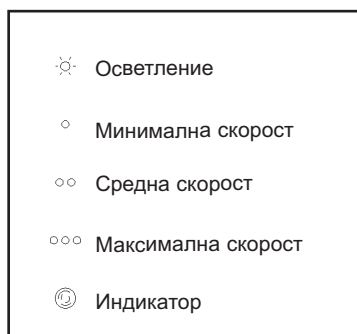 Осветление
Минимална скорост
Средна скорост
Максимална скорост
Индикатор